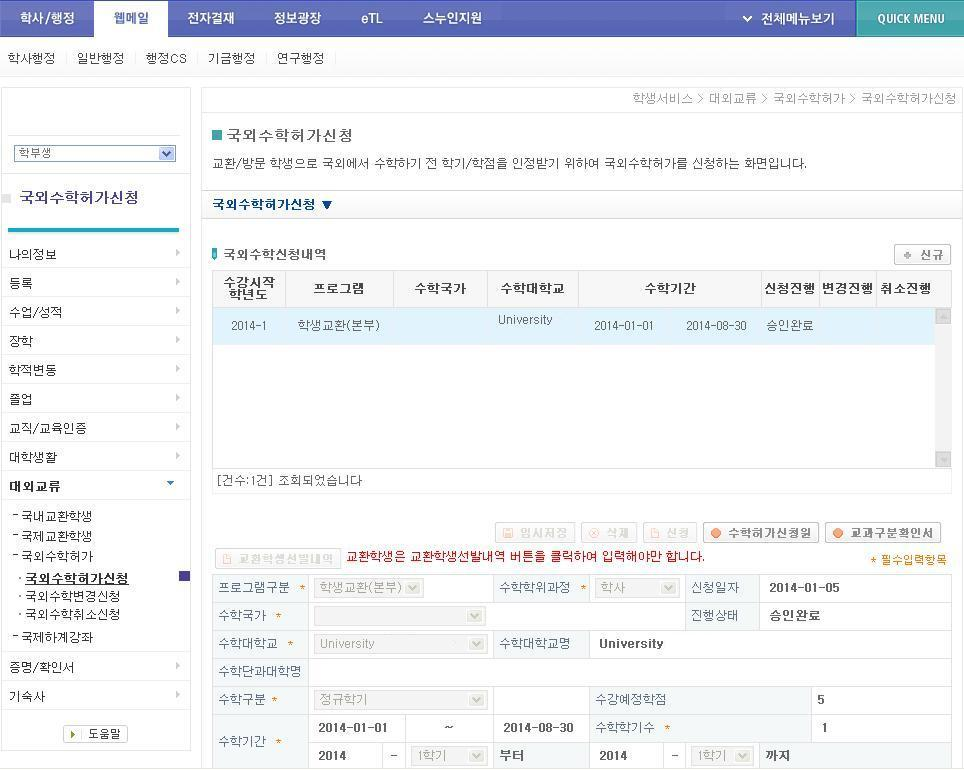 학사/행정 웹메일 전자결재 정보광장 eTL 스누인지원 전체메뉴보기 QUICK MENU
학사행정 일반행정 행정CS 기금행정 연구행정
학생서비스 > 대외교류 > 국외수학허가 > 국외수학허가신청
학부생
국외수학허가신청
나의정보
등록
수업/성적
장학
학적변동
졸업
교직/교육인증
대학생활
대외교류
- 국내교환학생
- 국제교환학생
- 국외수학허가
· 국외수학허가신청
· 국외수학변경신청
· 국외수학취소신청
- 국제하계강좌
증명/확인서
기숙사
도움말
국외수학허가신청
교환/방문 학생으로 국외에서 수학하기 전 학기/학점을 인정받기 위하여 국외수학허가를 신청하는 화면입니다.
국외수학허가신청 ▼
국외수학신청내역 신규
수강시작
학년도 프로그램 수학국가 수학대학교 수학기간 신청진행 변경진행 취소진행
2014-1 학생교환(본부) University 2014-01-01 2014-08-30 승인완료
[건수:1건] 조회되었습니다
임시저장 삭제 신청 수학허가신청원 교과구분확인서
교환학생선발내역 교환학생은 교환학생선발내역 버튼을 클릭하여 입력해야만 합니다. * 필수입력항목
프로그램구분 * 학생교환(본부) 수학학위과정 * 학사 신청일자 2014-01-05
수학국가 * 진행상태 승인완료
수학대학교 * University 수학대학교명 University
수학단과대학명
수학구분 * 정규학기 수강예정학점 5
수학기간 * 2014-01-01 ~ 2014-08-30 수학학기수 * 1
2014 - 1학기 부터 2014 - 1학기 까지